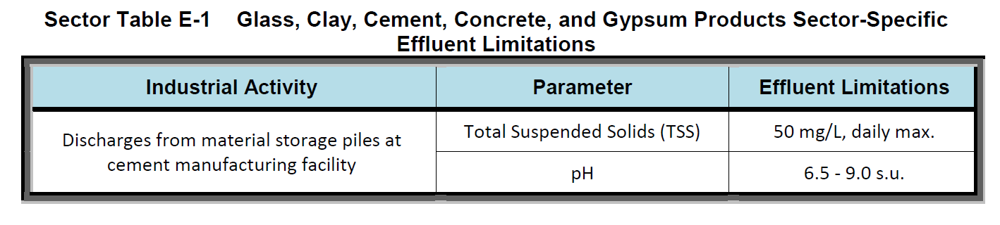 Sector Table E-1 Glass, Clay, Cement, Concrete, and Gypsum Products Sector-Specific
Effluent Limitations
Industrial Activity Parameter Effluent Limitations
Discharges from material storage piles at
cement manufacturing facility
Total Suspended Solids (TSS) 50 mg/L, daily max.
pH 6.5 - 9.0 s.u.